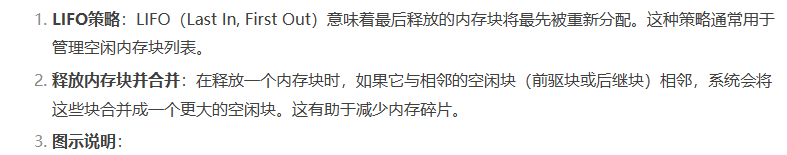 1. LIFO策略：LIFO（Last In, First Out）意味着最后释放的内存块将最先被重新分配。这种策略通常用于
管理空闲内存块列表。
2. 释放内存块并合并：在释放一个内存块时，如果它与相邻的空闲块（前驱块或后继块）相邻，系统会将
这些块合并成一个更大的空闲块。这有助于减少内存碎片。
3. 图示说明：